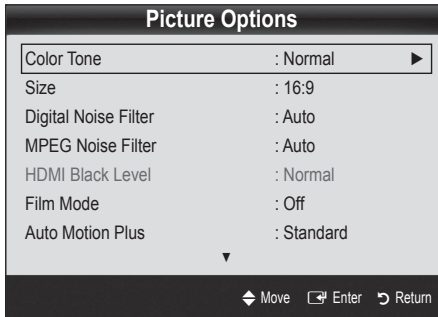 Picture Options
Color Tone : Normal ▶
Size : 16:9
Digital Noise Filter : Auto
MPEG Noise Filter : Auto
HDMI Black Level : Normal
Film Mode : Off
Auto Motion Plus : Standard
▼
Move Enter Return